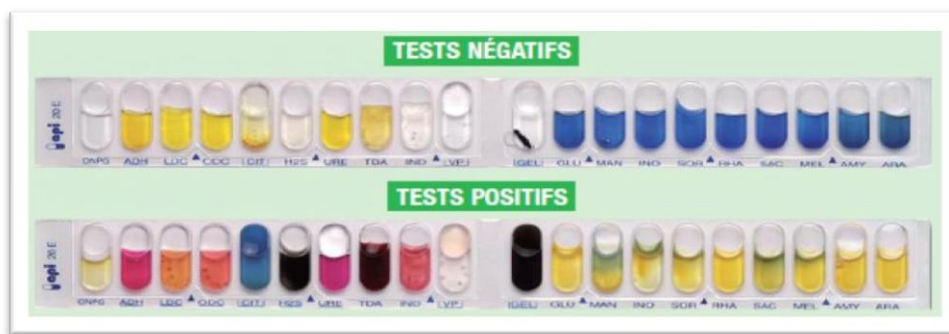 TESTS NÉGATIFS
api 20 E
ONPG ADH LDC ODC |CIT| H2S URE TDA IND |VP| |GEL| GLU MAN INO SOR RHA SAC MEL AMY ARA
TESTS POSITIFS
api 20 E
ONPG ADH LDC ODC |CIT| H2S URE TDA IND |VP| |GEL| GLU MAN INO SOR RHA SAC MEL AMY ARA